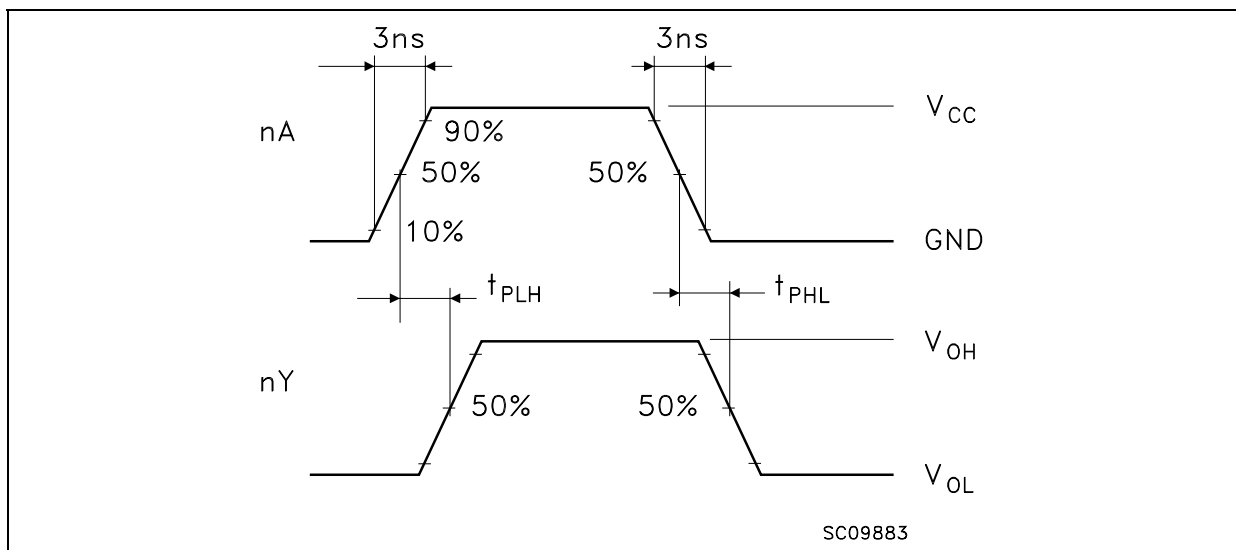 3ns 3ns
nA
90%
50% 50%
10%
V_CC
GND
t_PLH t_PHL
nY
50% 50%
V_OH
V_OL
SC09883